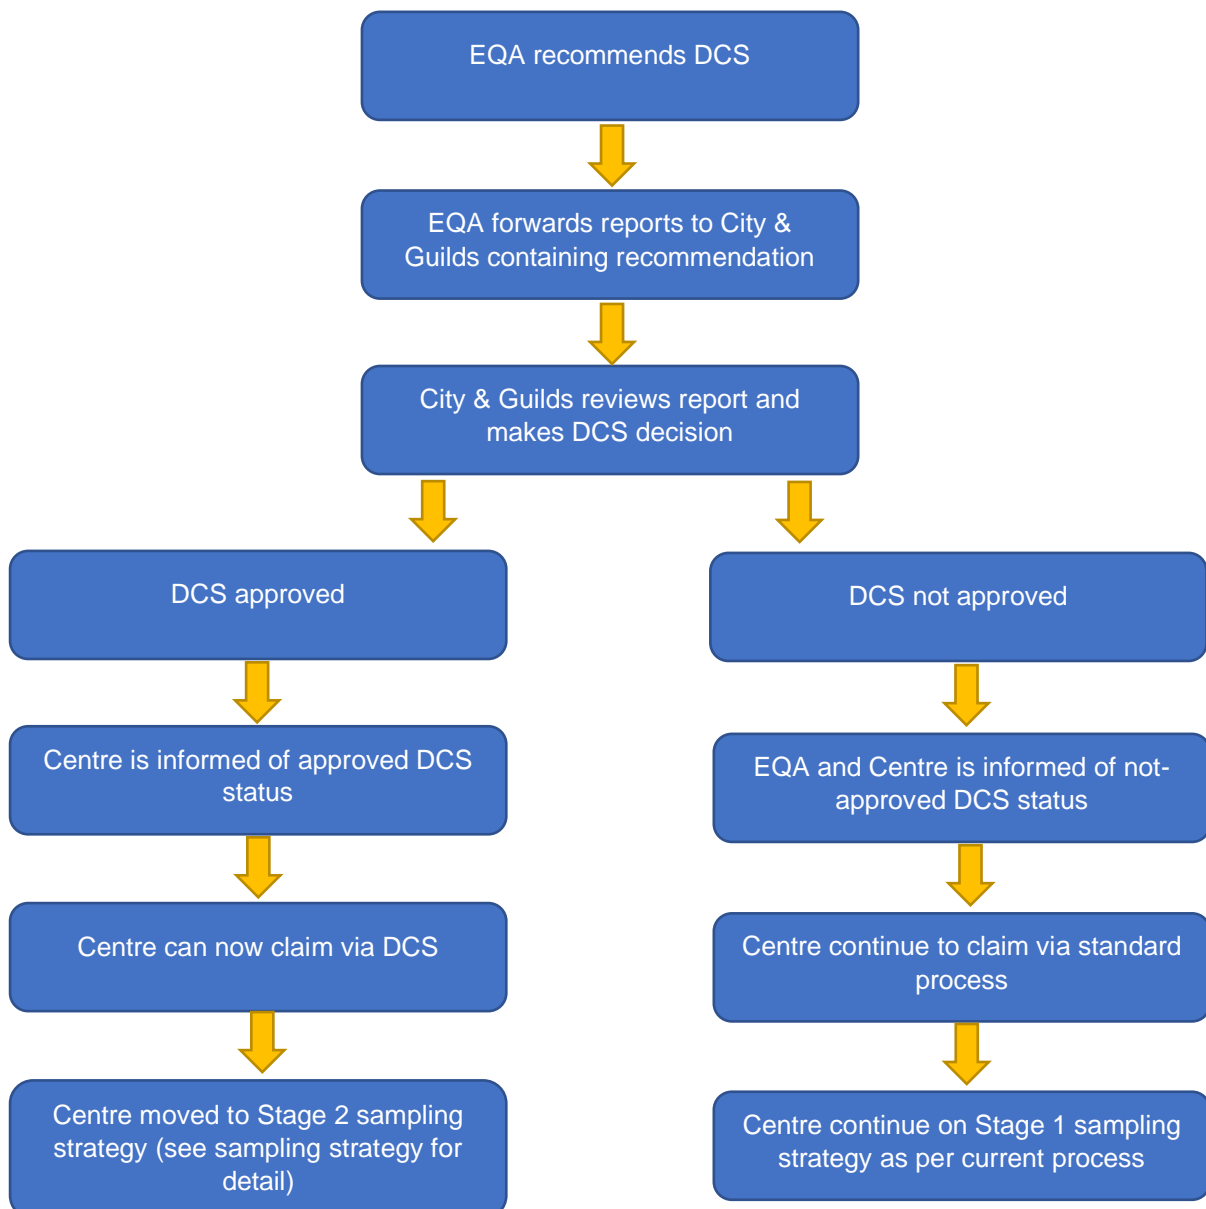 EQA recommends DCS
EQA forwards reports to City &
Guilds containing recommendation
City & Guilds reviews report and
makes DCS decision
DCS approved
DCS not approved
Centre is informed of approved DCS
status
EQA and Centre is informed of not-
approved DCS status
Centre can now claim via DCS
Centre continue to claim via standard
process
Centre moved to Stage 2 sampling
strategy (see sampling strategy for
detail)
Centre continue on Stage 1 sampling
strategy as per current process